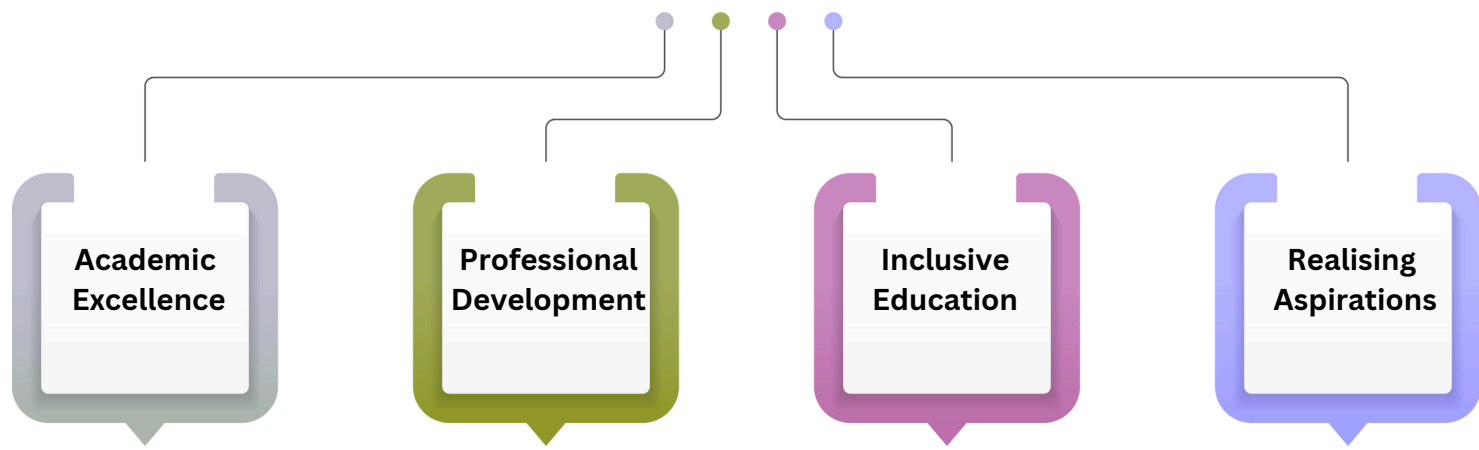 Academic
Excellence
Professional
Development
Inclusive
Education
Realising
Aspirations